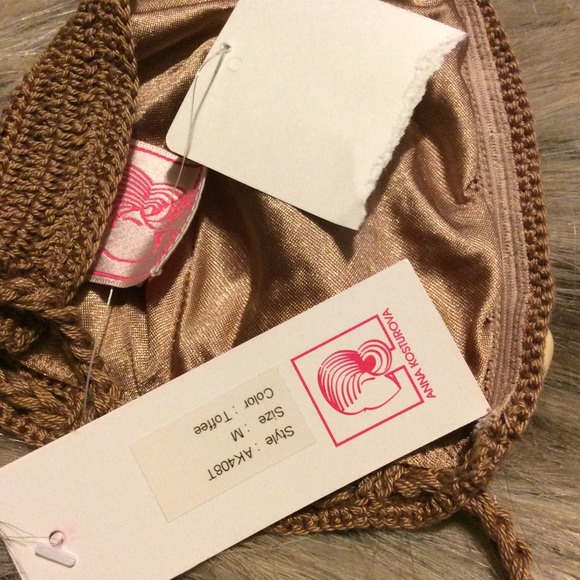 ANNA KOSTUROVA
Style : AK408T
Size : M
Color : Toffee